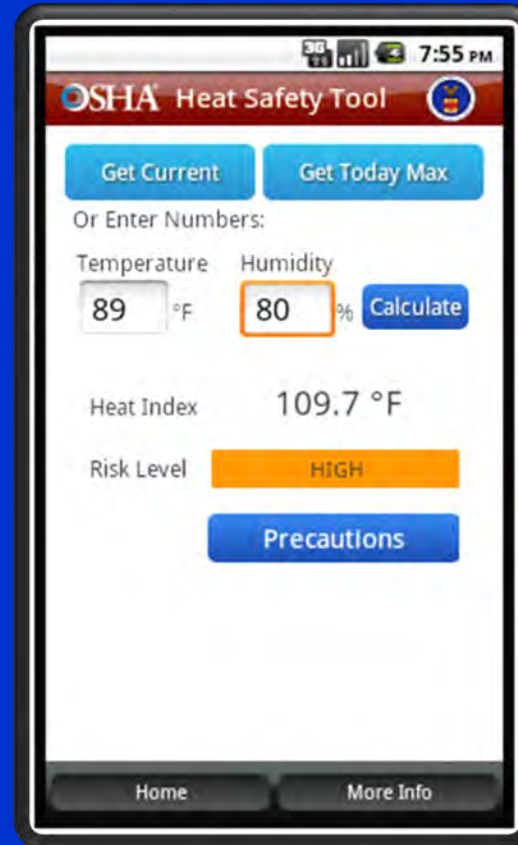 3G 7:55 PM
OSHA Heat Safety Tool
Get Current Get Today Max
Or Enter Numbers:
Temperature Humidity
89 °F 80 % Calculate
Heat Index 109.7 °F
Risk Level HIGH
Precautions
Home More Info